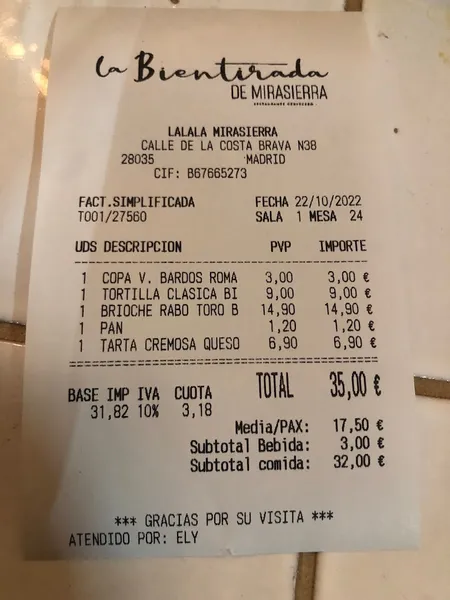 La Bientirada
DE MIRASIERRA
RESTAURANTE COCTELERÍA
LALALA MIRASIERRA
CALLE DE LA COSTA BRAVA N38
28035 MADRID
CIF: B67665273
FACT.SIMPLIFICADA FECHA 22/10/2022
T001/27560 SALA 1 MESA 24
UDS DESCRIPCION PVP IMPORTE
1 COPA V. BARDOS ROMA 3,00 3,00 €
1 TORTILLA CLASICA BI 9,00 9,00 €
1 BRIOCHE RABO TORO B 14,90 14,90 €
1 PAN 1,20 1,20 €
1 TARTA CREMOSA QUESO 6,90 6,90 €
BASE IMP IVA CUOTA TOTAL 35,00 €
31,82 10% 3,18
Media/PAX: 17,50 €
Subtotal Bebida: 3,00 €
Subtotal comida: 32,00 €
*** GRACIAS POR SU VISITA ***
ATENDIDO POR: ELY